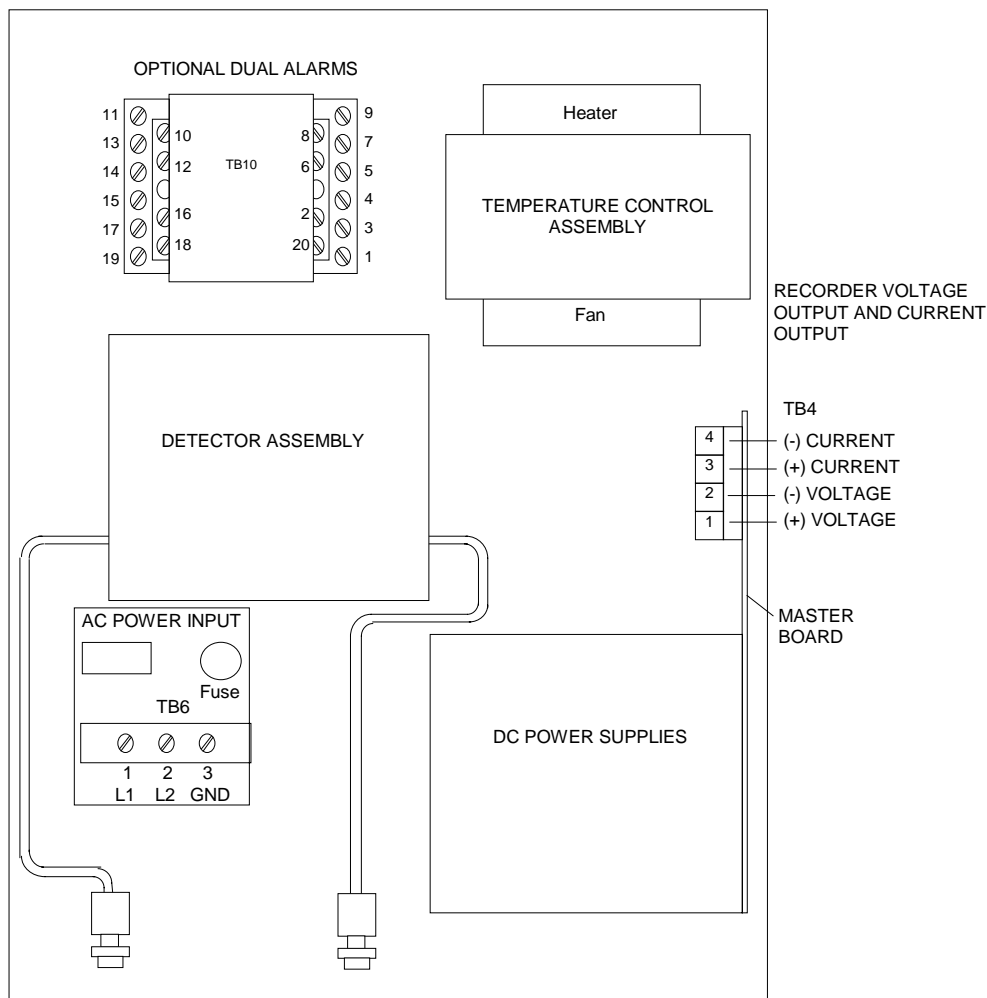 OPTIONAL DUAL ALARMS
11
13
14
15
17
19
10
12
16
18
TB10
8
6
2
20
9
7
5
4
3
1
Heater
TEMPERATURE CONTROL
ASSEMBLY
Fan
RECORDER VOLTAGE
OUTPUT AND CURRENT
OUTPUT
DETECTOR ASSEMBLY
TB4
4 (-) CURRENT
3 (+) CURRENT
2 (-) VOLTAGE
1 (+) VOLTAGE
MASTER
BOARD
AC POWER INPUT
Fuse
TB6
1 2 3
L1 L2 GND
DC POWER SUPPLIES